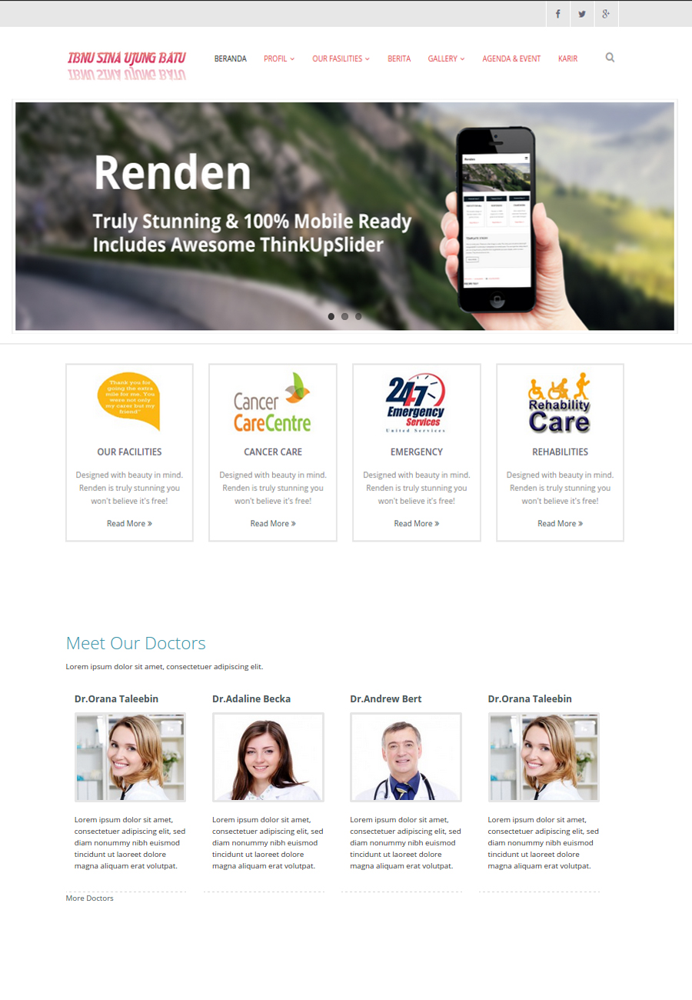 IBNU SINA UJUNG BATU
BERANDA
PROFIL
OUR FASILITIES
BERITA
GALLERY
AGENDA & EVENT
KARIR
Renden
Truly Stunning & 100% Mobile Ready
Includes Awesome ThinkUpSlider
Renden
Thank you for
going the extra
mile for me. You
were not only
my carer but my
friend"
OUR FACILITIES
Designed with beauty in mind.
Renden is truly stunning you
won't believe it's free!
Read More »
Cancer
CareCentre
CANCER CARE
Designed with beauty in mind.
Renden is truly stunning you
won't believe it's free!
Read More »
24*7
Emergency
Services
United Services
EMERGENCY
Designed with beauty in mind.
Renden is truly stunning you
won't believe it's free!
Read More »
Rehability
Care
REHABILITIES
Designed with beauty in mind.
Renden is truly stunning you
won't believe it's free!
Read More »
Meet Our Doctors
Lorem ipsum dolor sit amet, consectetuer adipiscing elit.
Dr.Orana Taleebin
Lorem ipsum dolor sit amet,
consectetuer adipiscing elit, sed
diam nonummy nibh euismod
tincidunt ut laoreet dolore
magna aliquam erat volutpat.
Dr.Adaline Becka
Lorem ipsum dolor sit amet,
consectetuer adipiscing elit, sed
diam nonummy nibh euismod
tincidunt ut laoreet dolore
magna aliquam erat volutpat.
Dr.Andrew Bert
Lorem ipsum dolor sit amet,
consectetuer adipiscing elit, sed
diam nonummy nibh euismod
tincidunt ut laoreet dolore
magna aliquam erat volutpat.
Dr.Orana Taleebin
Lorem ipsum dolor sit amet,
consectetuer adipiscing elit, sed
diam nonummy nibh euismod
tincidunt ut laoreet dolore
magna aliquam erat volutpat.
More Doctors